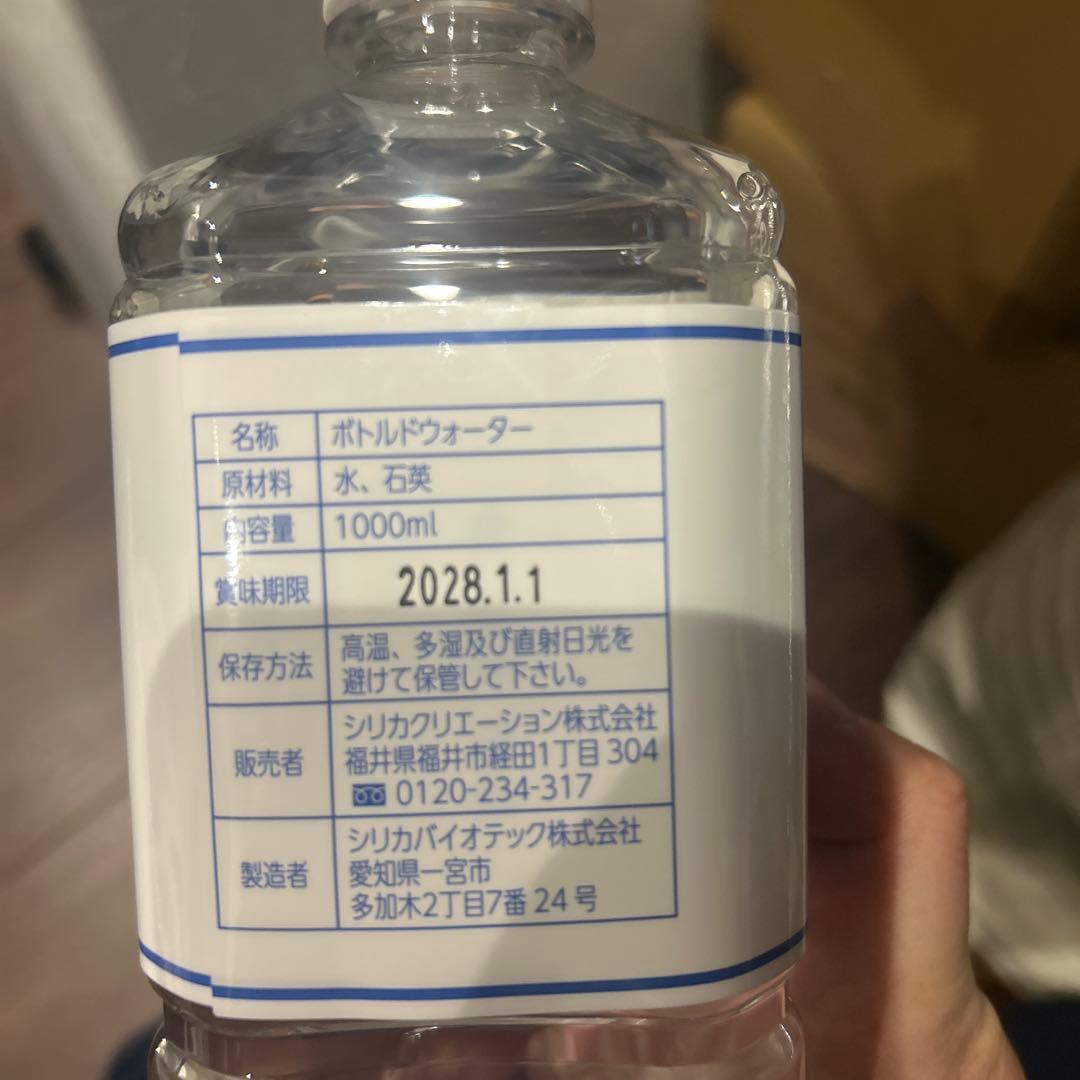 名称 ボトルドウォーター
原材料 水、石英
内容量 1000ml
賞味期限 2028.1.1
保存方法 高温、多湿及び直射日光を
避けて保管して下さい。
販売者 シリカクリエーション株式会社
福井県福井市経田1丁目304
0120-234-317
製造者 シリカバイオテック株式会社
愛知県一宮市
多加木2丁目7番24号